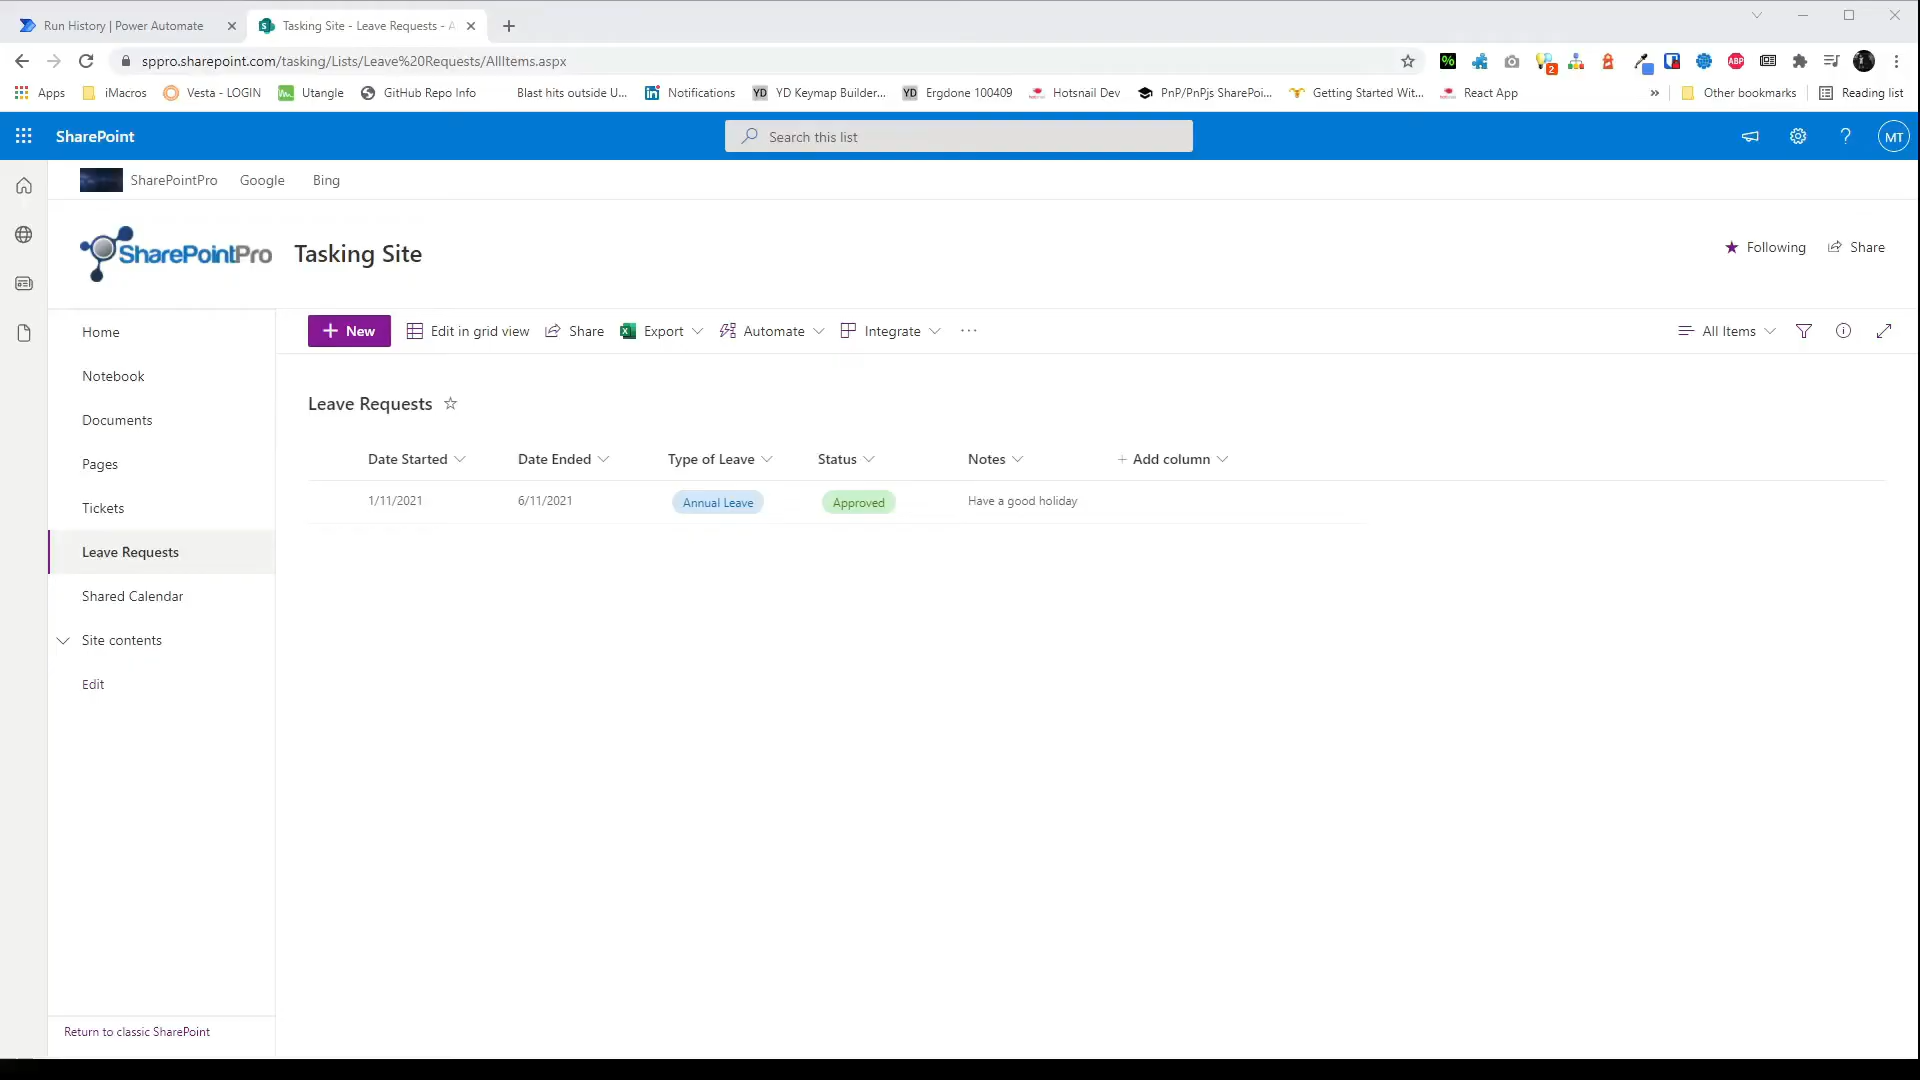 Run History | Power Automate
Tasking Site - Leave Requests - A
sppro.sharepoint.com/tasking/Lists/Leave%20Requests/AllItems.aspx
%
2
ABP
Apps
iMacros
Vesta - LOGIN
Utangle
GitHub Repo Info
Blast hits outside U...
Notifications
YD YD Keymap Builder...
YD Ergdone 100409
Hotsnail Dev
PnP/PnPjs SharePoi...
Getting Started Wit...
React App
»
Other bookmarks
Reading list
SharePoint
Search this list
?
MT
SharePointPro
Google
Bing
SharePointPro
Tasking Site
Following
Share
Home
Notebook
Documents
Pages
Tickets
Leave Requests
Shared Calendar
Site contents
Edit
Return to classic SharePoint
+ New
Edit in grid view
Share
Export
Automate
Integrate
...
All Items
Leave Requests
Date Started
Date Ended
Type of Leave
Status
Notes
+ Add column
1/11/2021
6/11/2021
Annual Leave
Approved
Have a good holiday